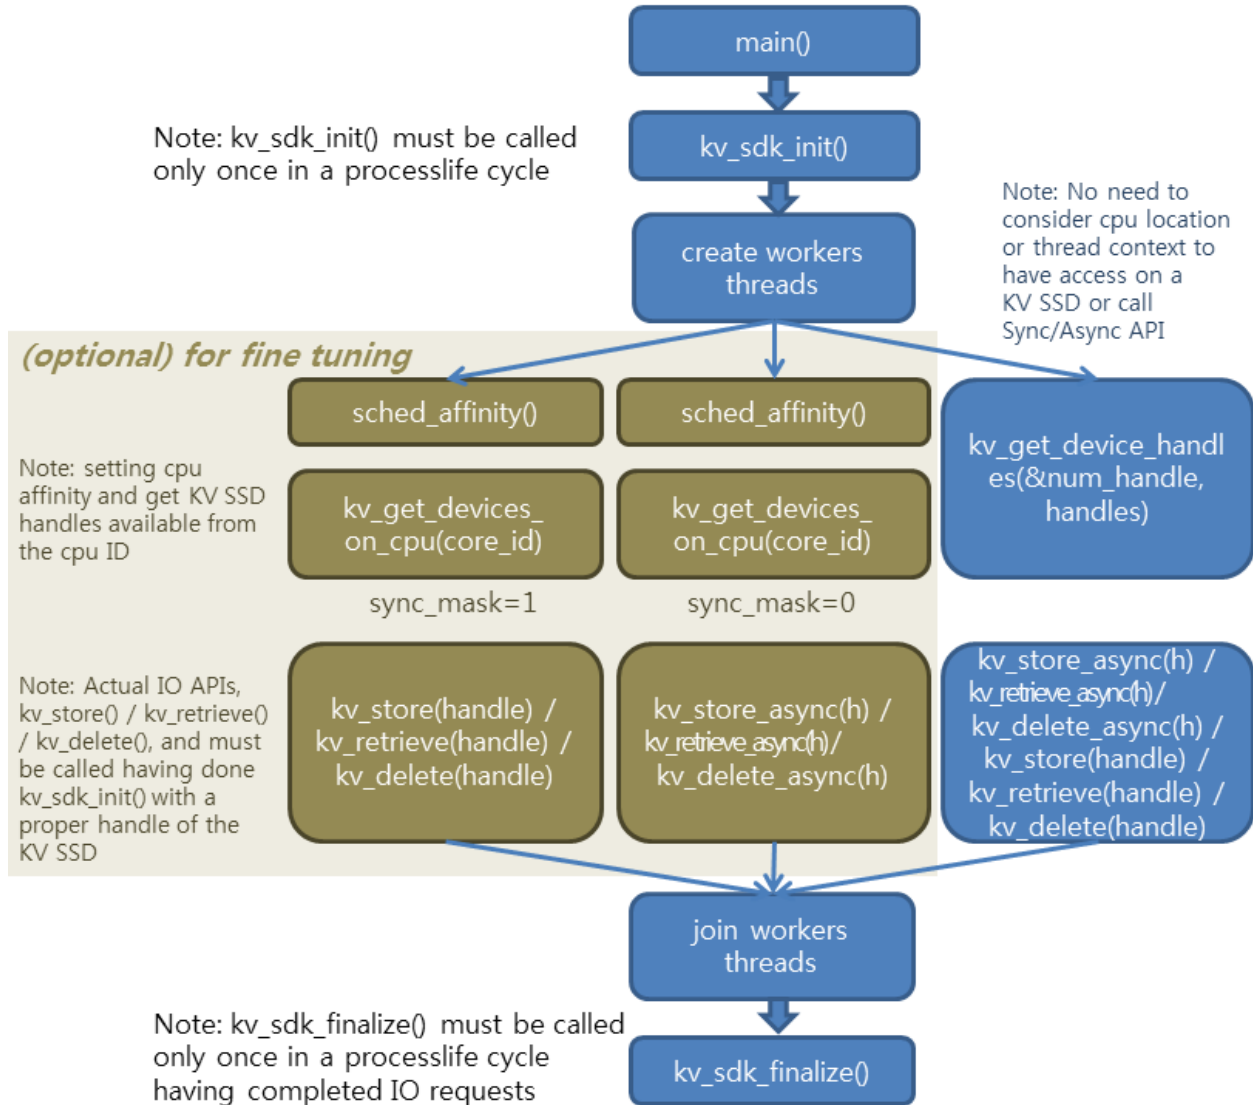 main()
Note: kv_sdk_init() must be called
only once in a processlife cycle
kv_sdk_init()
create workers
threads
Note: No need to
consider cpu location
or thread context to
have access on a
KV SSD or call
Sync/Async API
(optional) for fine tuning
sched_affinity()
sched_affinity()
kv_get_device_handl
es(&num_handle,
handles)
Note: setting cpu
affinity and get KV SSD
handles available from
the cpu ID
kv_get_devices_
on_cpu(core_id)
kv_get_devices_
on_cpu(core_id)
sync_mask=1
sync_mask=0
Note: Actual IO APIs,
kv_store() / kv_retrieve()
/ kv_delete(), and must
be called having done
kv_sdk_init() with a
proper handle of the
KV SSD
kv_store(handle) /
kv_retrieve(handle) /
kv_delete(handle)
kv_store_async(h) /
kv_retrieve_async(h)/
kv_delete_async(h)
kv_store_async(h) /
kv_retrieve_async(h)/
kv_delete_async(h) /
kv_store(handle) /
kv_retrieve(handle) /
kv_delete(handle)
join workers
threads
Note: kv_sdk_finalize() must be called
only once in a processlife cycle
having completed IO requests
kv_sdk_finalize()